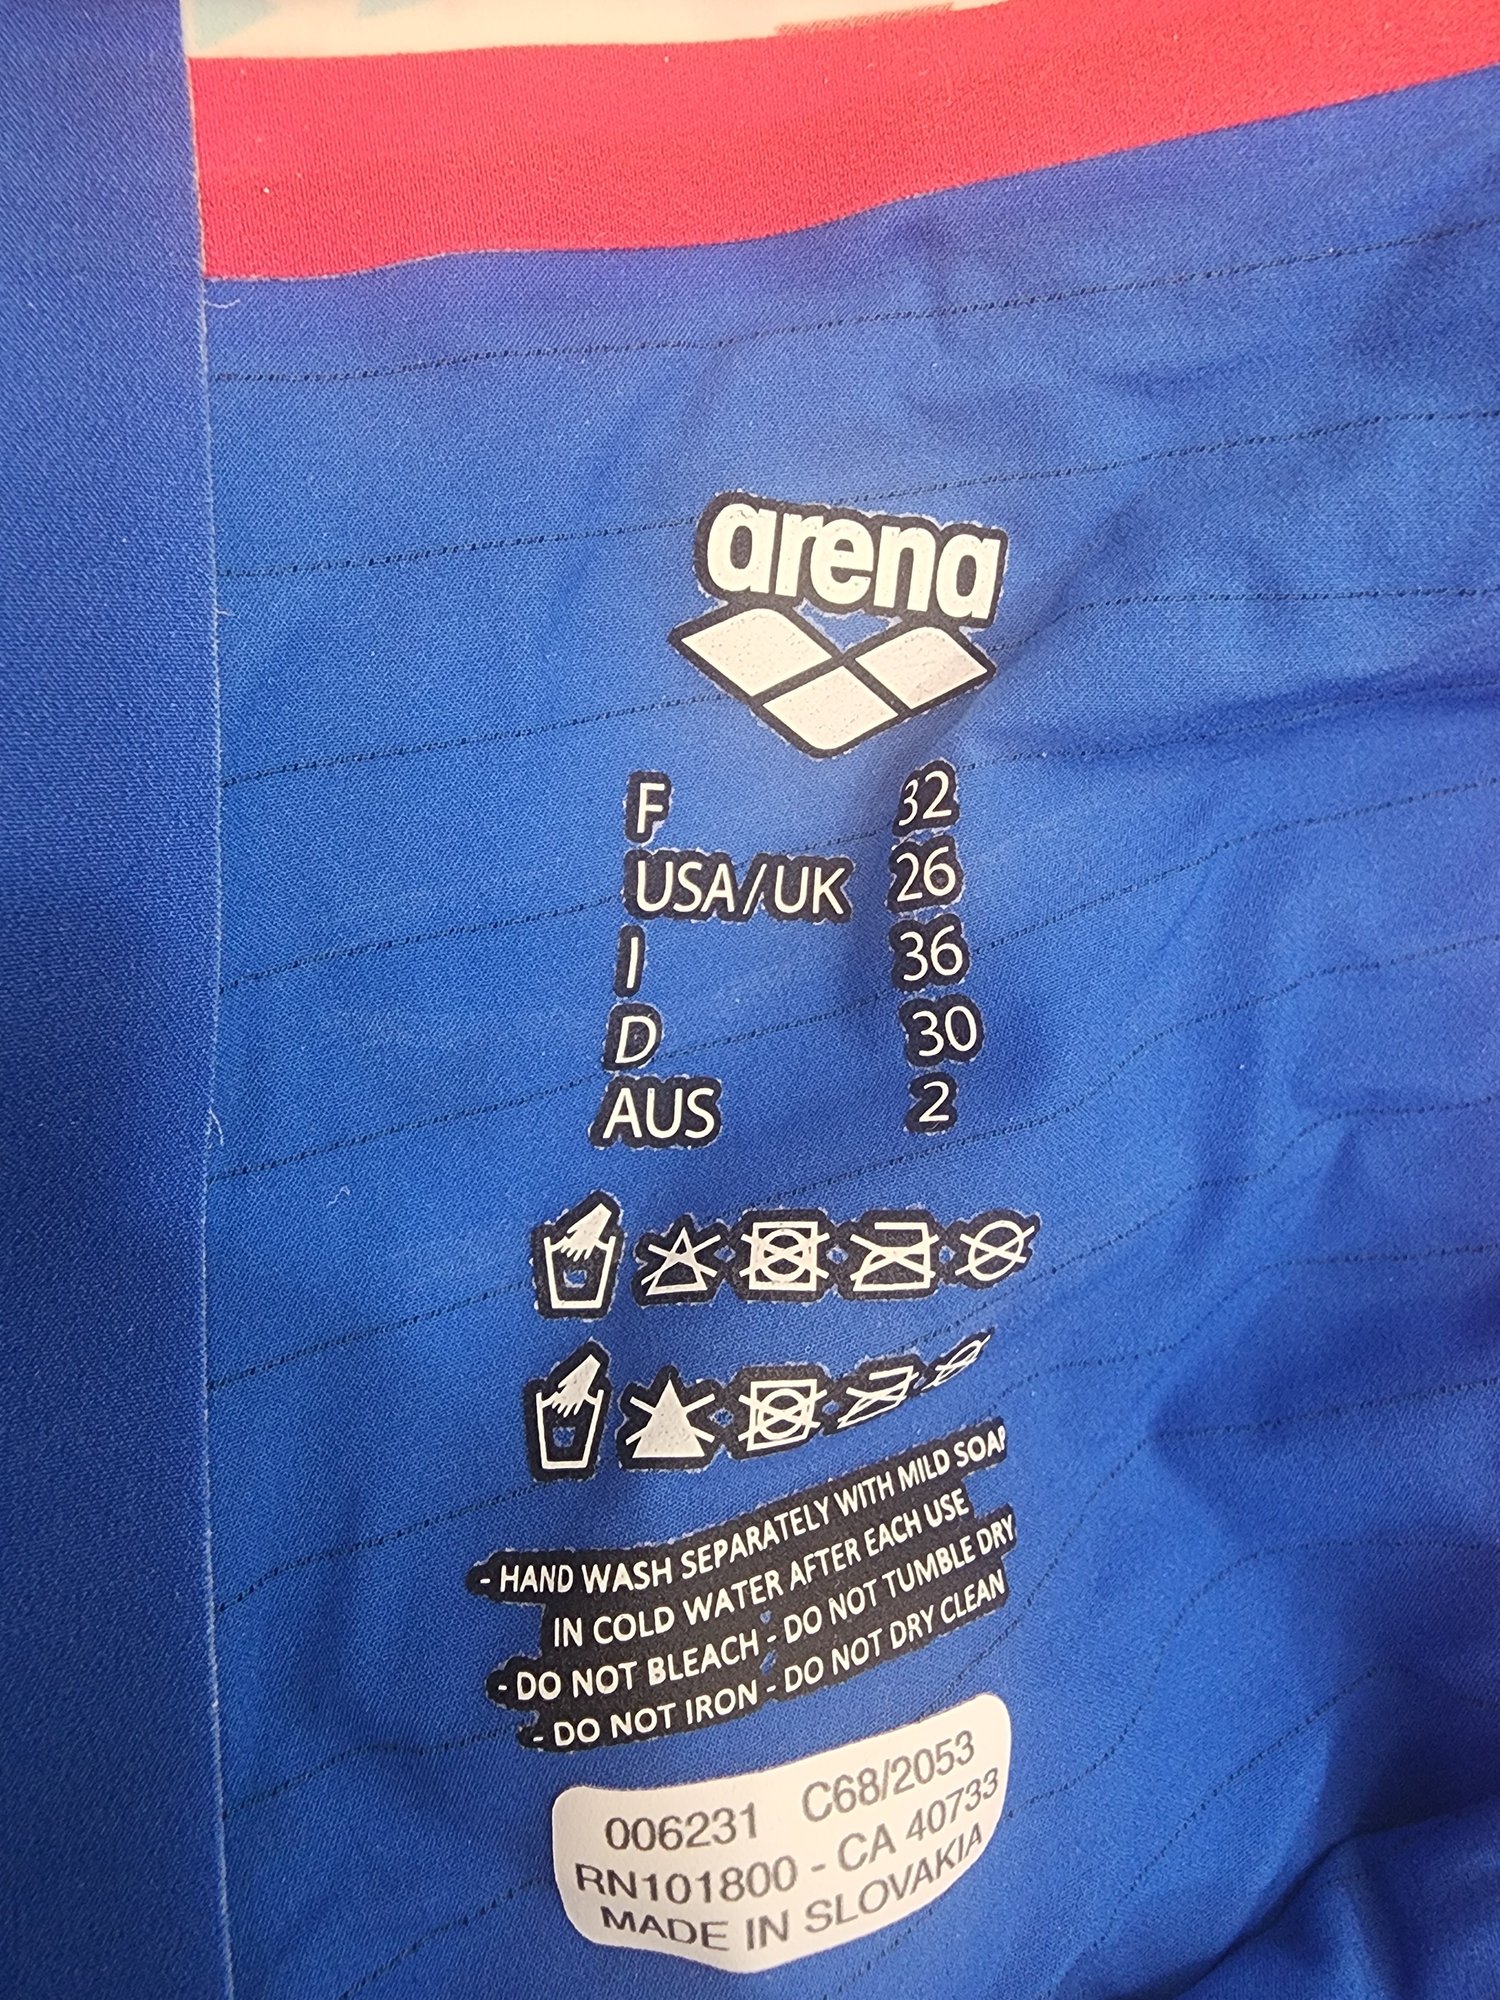 arena
F 32
USA/UK 26
I 36
D 30
AUS 2
- HAND WASH SEPARATELY WITH MILD SOAP
IN COLD WATER AFTER EACH USE
- DO NOT BLEACH - DO NOT TUMBLE DRY
- DO NOT IRON - DO NOT DRY CLEAN
006231 C68/2053
RN101800 - CA 40733
MADE IN SLOVAKIA